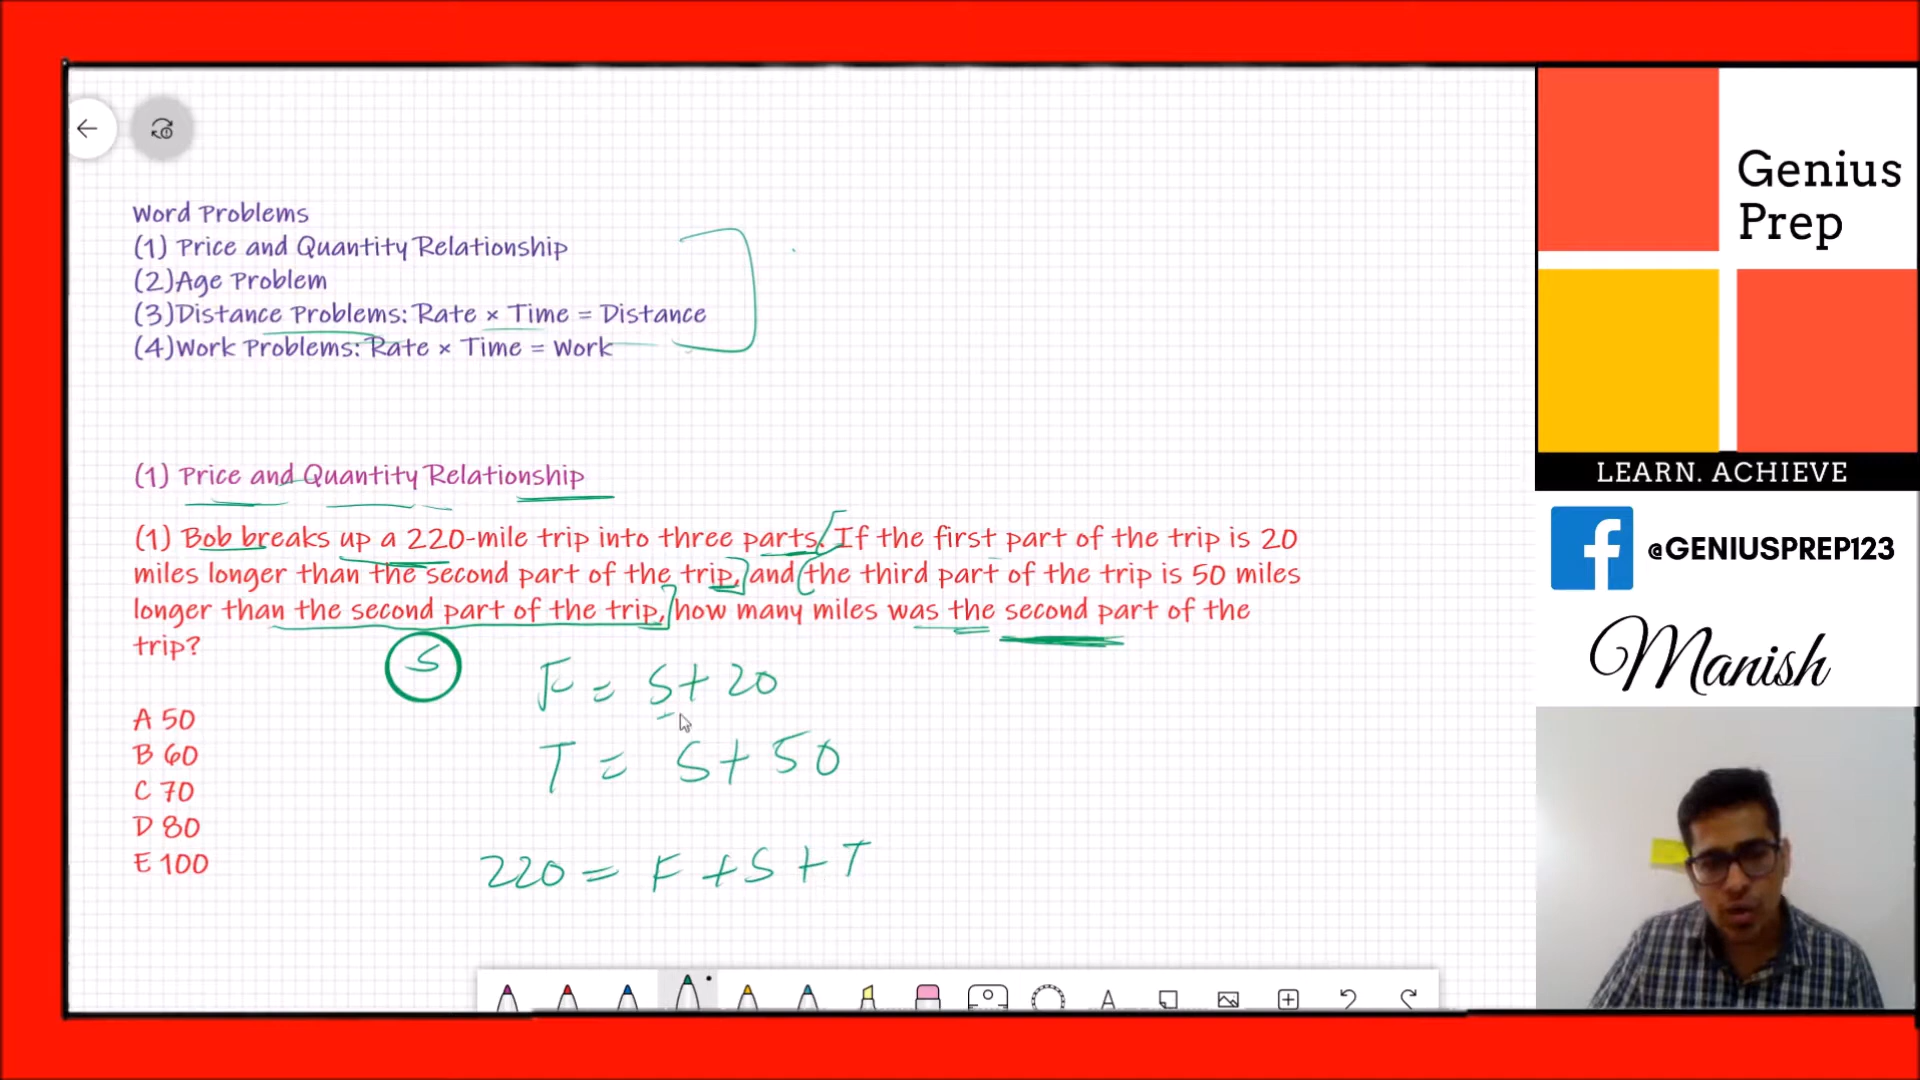 Word Problems
(1) Price and Quantity Relationship
(2)Age Problem
(3)Distance Problems: Rate × Time = Distance
(4)Work Problems: Rate × Time = Work
(1) Price and Quantity Relationship
(1) Bob breaks up a 220-mile trip into three parts. If the first part of the trip is 20
miles longer than the second part of the trip, and the third part of the trip is 50 miles
longer than the second part of the trip, how many miles was the second part of the
trip?
S
F = S+20
A 50
B 60
T = S+50
C 70
D 80
E 100
220 = F +S+T
A
Genius
Prep
LEARN. ACHIEVE
f @GENIUSPREP123
Manish